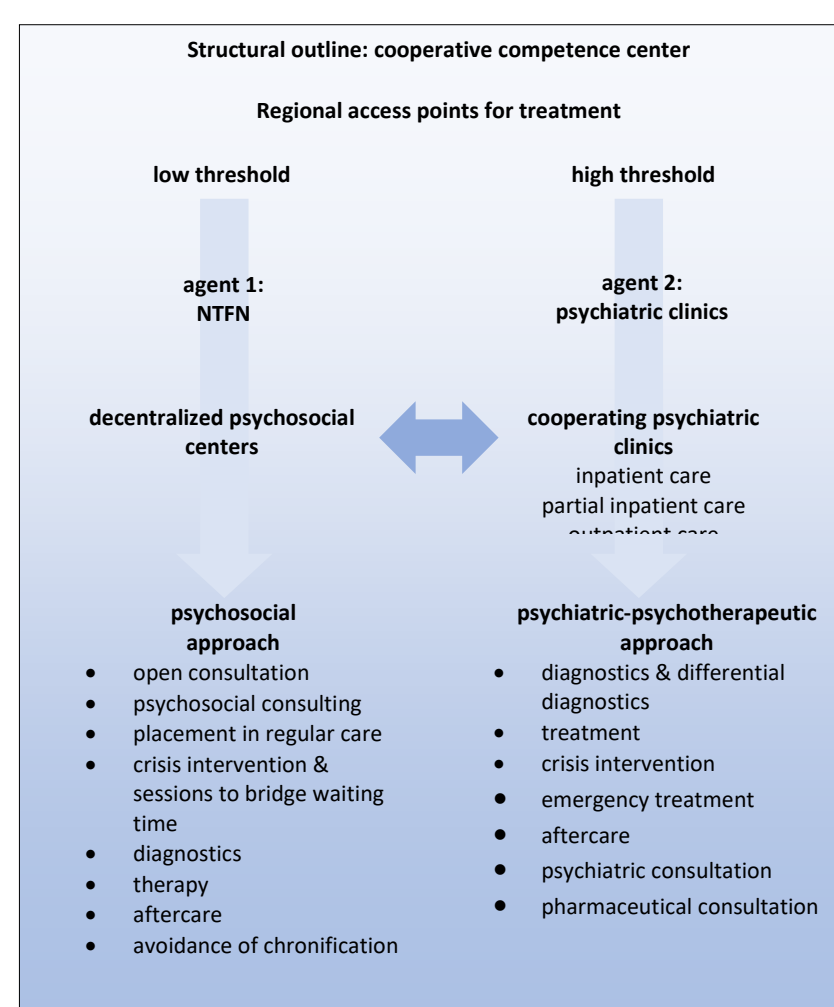 Structural outline: cooperative competence center
Regional access points for treatment
low threshold
high threshold
agent 1:
NTFN
agent 2:
psychiatric clinics
decentralized psychosocial
centers
cooperating psychiatric
clinics
inpatient care
partial inpatient care
outpatient care
psychosocial
approach
• open consultation
• psychosocial consulting
• placement in regular care
• crisis intervention &
sessions to bridge waiting
time
• diagnostics
• therapy
• aftercare
• avoidance of chronification
psychiatric-psychotherapeutic
approach
• diagnostics & differential
diagnostics
• treatment
• crisis intervention
• emergency treatment
• aftercare
• psychiatric consultation
• pharmaceutical consultation